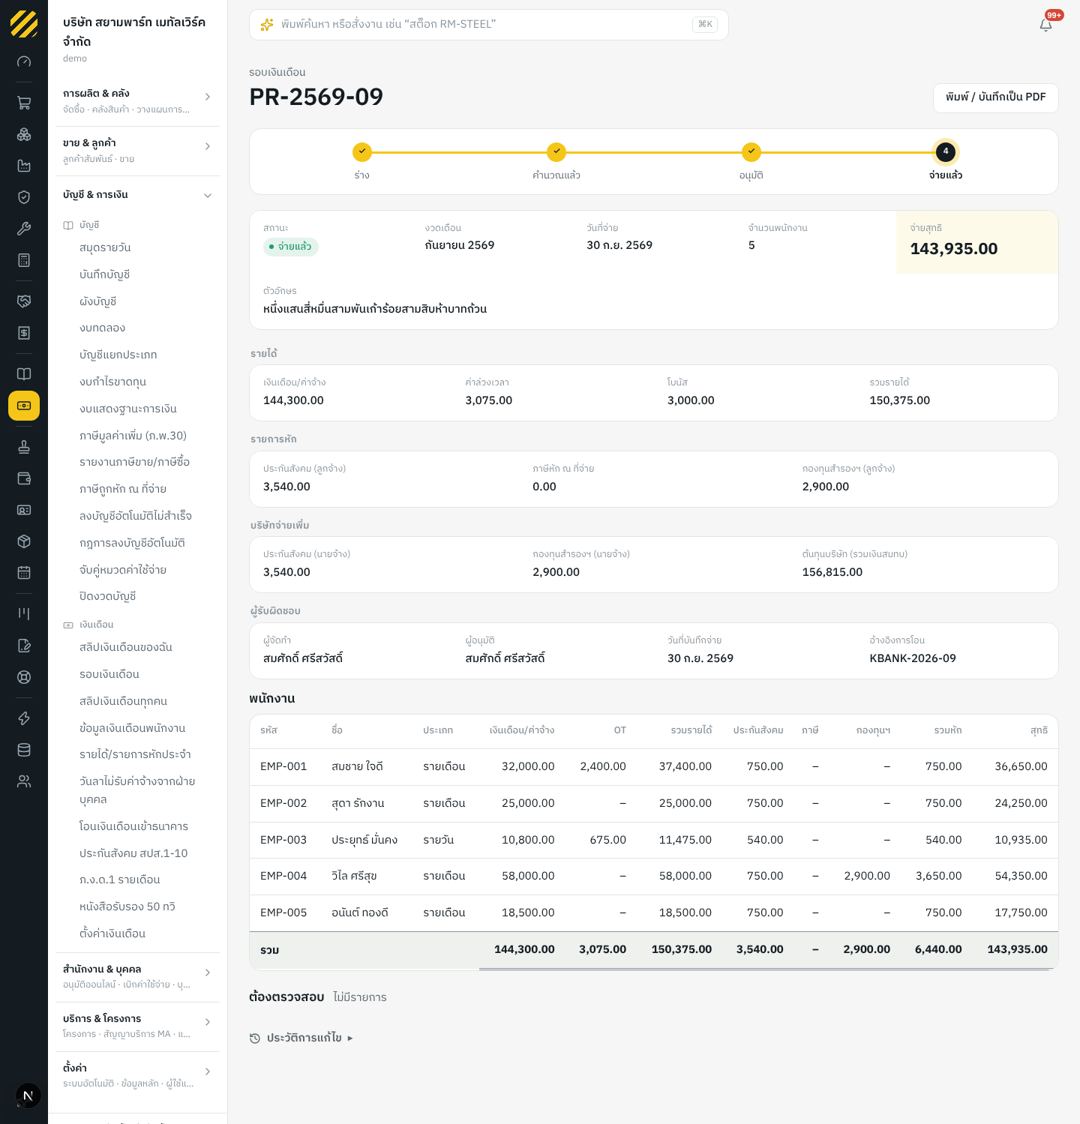 บริษัท สยามพาร์ท เมทัลเวิร์ค
จำกัด
demo
การผลิต & คลัง
จัดซื้อ · คลังสินค้า · วางแผนการ...
ขาย & ลูกค้า
ลูกค้าสัมพันธ์ · ขาย
บัญชี & การเงิน
บัญชี
สมุดรายวัน
บันทึกบัญชี
ผังบัญชี
งบทดลอง
บัญชีแยกประเภท
งบกำไรขาดทุน
งบแสดงฐานะการเงิน
ภาษีมูลค่าเพิ่ม (ภ.พ.30)
รายงานภาษีขาย/ภาษีซื้อ
ภาษีถูกหัก ณ ที่จ่าย
ลงบัญชีอัตโนมัติไม่สำเร็จ
กฎการลงบัญชีอัตโนมัติ
จับคู่หมวดค่าใช้จ่าย
ปิดงวดบัญชี
เงินเดือน
สลิปเงินเดือนของฉัน
รอบเงินเดือน
สลิปเงินเดือนทุกคน
ข้อมูลเงินเดือนพนักงาน
รายได้/รายการหักประจำ
วันลาไม่รับค่าจ้างจากฝ่าย
บุคคล
โอนเงินเดือนเข้าธนาคาร
ประกันสังคม สปส.1-10
ภ.ง.ด.1 รายเดือน
หนังสือรับรอง 50 ทวิ
ตั้งค่าเงินเดือน
สำนักงาน & บุคคล
อนุมัติออนไลน์ · เบิกค่าใช้จ่าย · บุ...
บริการ & โครงการ
โครงการ · สัญญาบริการ MA · แ...
ตั้งค่า
ระบบอัตโนมัติ · ข้อมูลหลัก · ผู้ใช้แ...
N
พิมพ์ค้นหา หรือสั่งงาน เช่น "สต็อก RM-STEEL" ⌘K
99+
รอบเงินเดือน
PR-2569-09
พิมพ์ / บันทึกเป็น PDF
4
ร่าง คำนวณแล้ว อนุมัติ จ่ายแล้ว
สถานะ งวดเดือน วันที่จ่าย จำนวนพนักงาน จ่ายสุทธิ
จ่ายแล้ว กันยายน 2569 30 ก.ย. 2569 5 143,935.00
ตัวอักษร
หนึ่งแสนสี่หมื่นสามพันเก้าร้อยสามสิบห้าบาทถ้วน
รายได้
เงินเดือน/ค่าจ้าง ค่าล่วงเวลา โบนัส รวมรายได้
144,300.00 3,075.00 3,000.00 150,375.00
รายการหัก
ประกันสังคม (ลูกจ้าง) ภาษีหัก ณ ที่จ่าย กองทุนสำรองฯ (ลูกจ้าง)
3,540.00 0.00 2,900.00
บริษัทจ่ายเพิ่ม
ประกันสังคม (นายจ้าง) กองทุนสำรองฯ (นายจ้าง) ต้นทุนบริษัท (รวมเงินสมทบ)
3,540.00 2,900.00 156,815.00
ผู้รับผิดชอบ
ผู้จัดทำ ผู้อนุมัติ วันที่บันทึกจ่าย อ้างอิงการโอน
สมศักดิ์ ศรีสวัสดิ์ สมศักดิ์ ศรีสวัสดิ์ 30 ก.ย. 2569 KBANK-2026-09
พนักงาน
รหัส ชื่อ ประเภท เงินเดือน/ค่าจ้าง OT รวมรายได้ ประกันสังคม ภาษี กองทุนฯ รวมหัก สุทธิ
EMP-001 สมชาย ใจดี รายเดือน 32,000.00 2,400.00 37,400.00 750.00 – – 750.00 36,650.00
EMP-002 สุดา รักงาน รายเดือน 25,000.00 – 25,000.00 750.00 – – 750.00 24,250.00
EMP-003 ประยุทธ์ มั่นคง รายวัน 10,800.00 675.00 11,475.00 540.00 – – 540.00 10,935.00
EMP-004 วิไล ศรีสุข รายเดือน 58,000.00 – 58,000.00 750.00 – 2,900.00 3,650.00 54,350.00
EMP-005 อนันต์ ทองดี รายเดือน 18,500.00 – 18,500.00 750.00 – – 750.00 17,750.00
รวม 144,300.00 3,075.00 150,375.00 3,540.00 – 2,900.00 6,440.00 143,935.00
ต้องตรวจสอบ ไม่มีรายการ
ประวัติการแก้ไข ▸